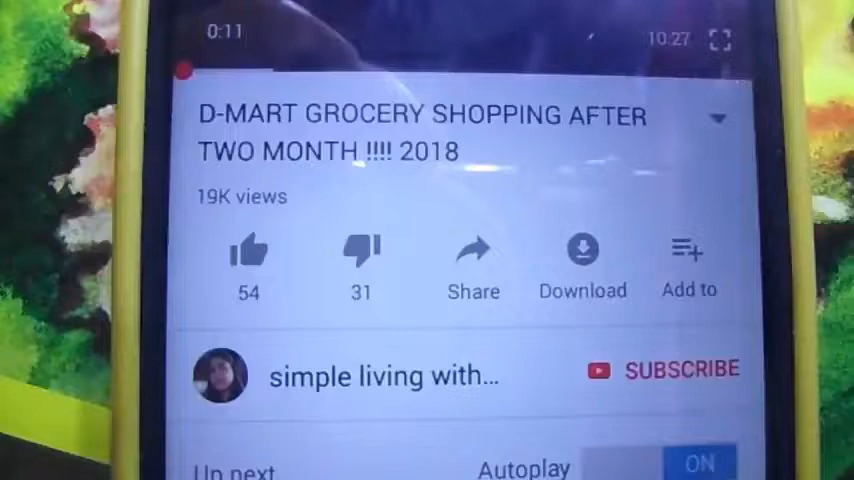 0:11 10:27
D-MART GROCERY SHOPPING AFTER
TWO MONTH !!!! 2018
19K views
54 31 Share Download Add to
simple living with... SUBSCRIBE
Up next Autoplay ON